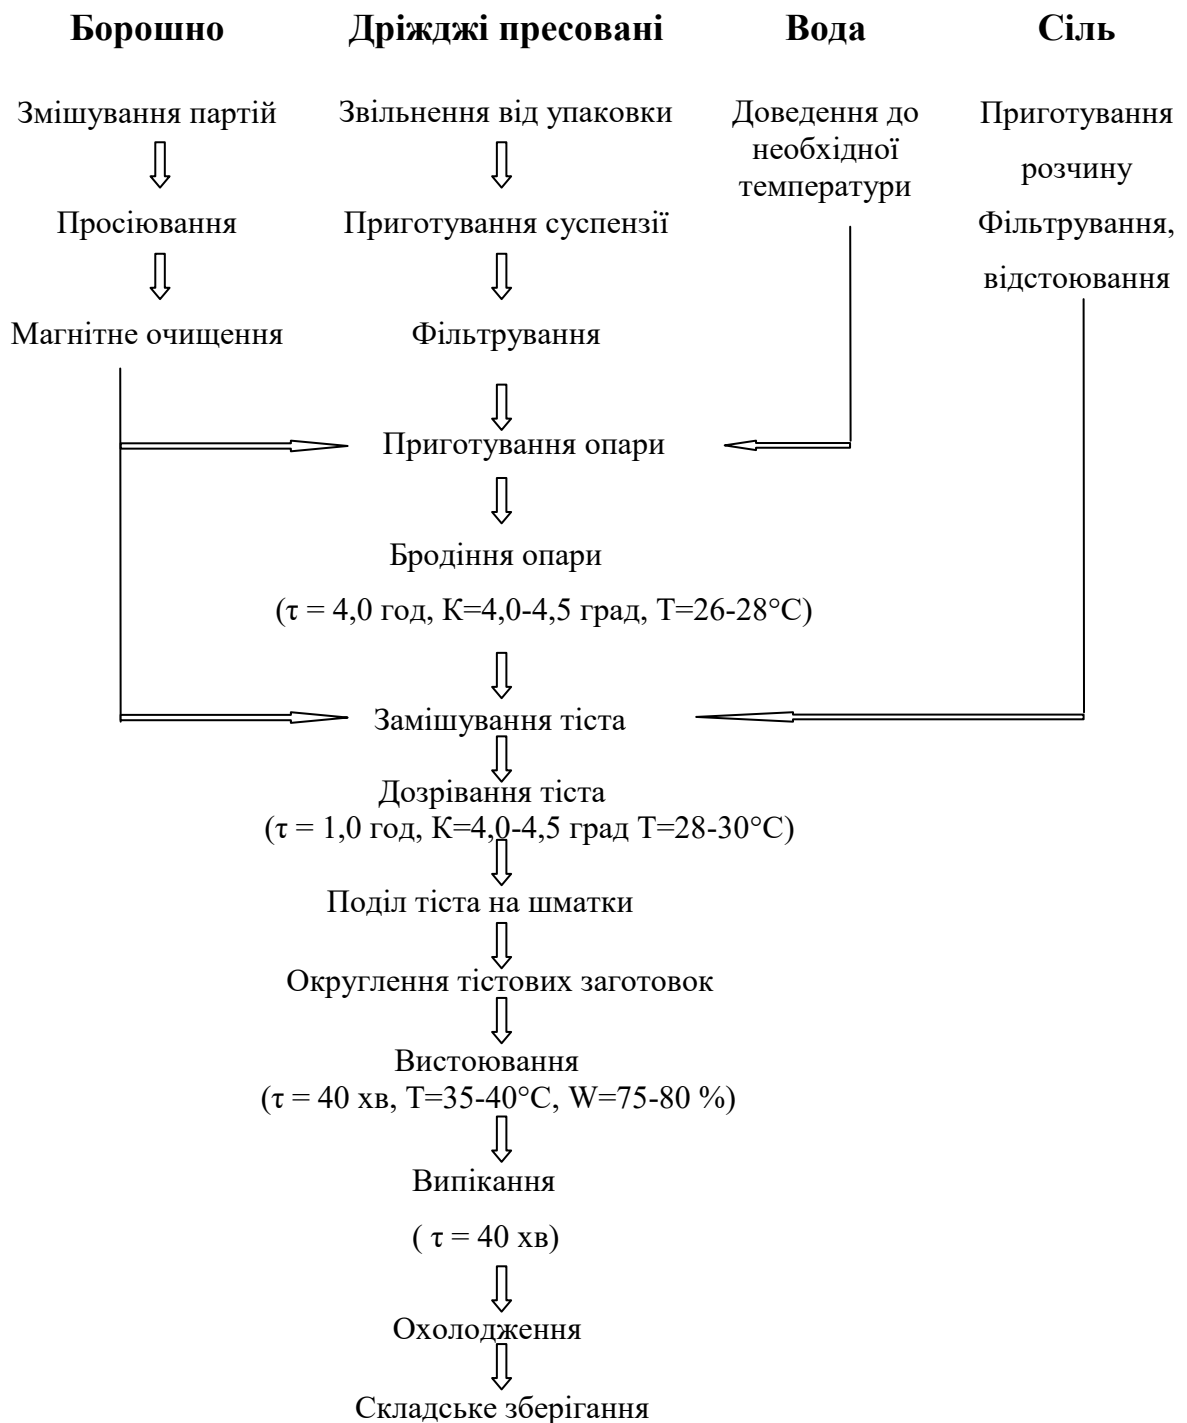 Борошно
Дріжджі пресовані
Вода
Сіль
Змішування партій
Звільнення від упаковки
Доведення до
необхідної
температури
Приготування
розчину
Просіювання
Приготування суспензії
Фільтрування,
відстоювання
Магнітне очищення
Фільтрування
Приготування опари
Бродіння опари
(τ = 4,0 год, К=4,0-4,5 град, Т=26-28°С)
Замішування тіста
Дозрівання тіста
(τ = 1,0 год, К=4,0-4,5 град Т=28-30°С)
Поділ тіста на шматки
Округлення тістових заготовок
Вистоювання
(τ = 40 хв, Т=35-40°С, W=75-80 %)
Випікання
( τ = 40 хв)
Охолодження
Складське зберігання